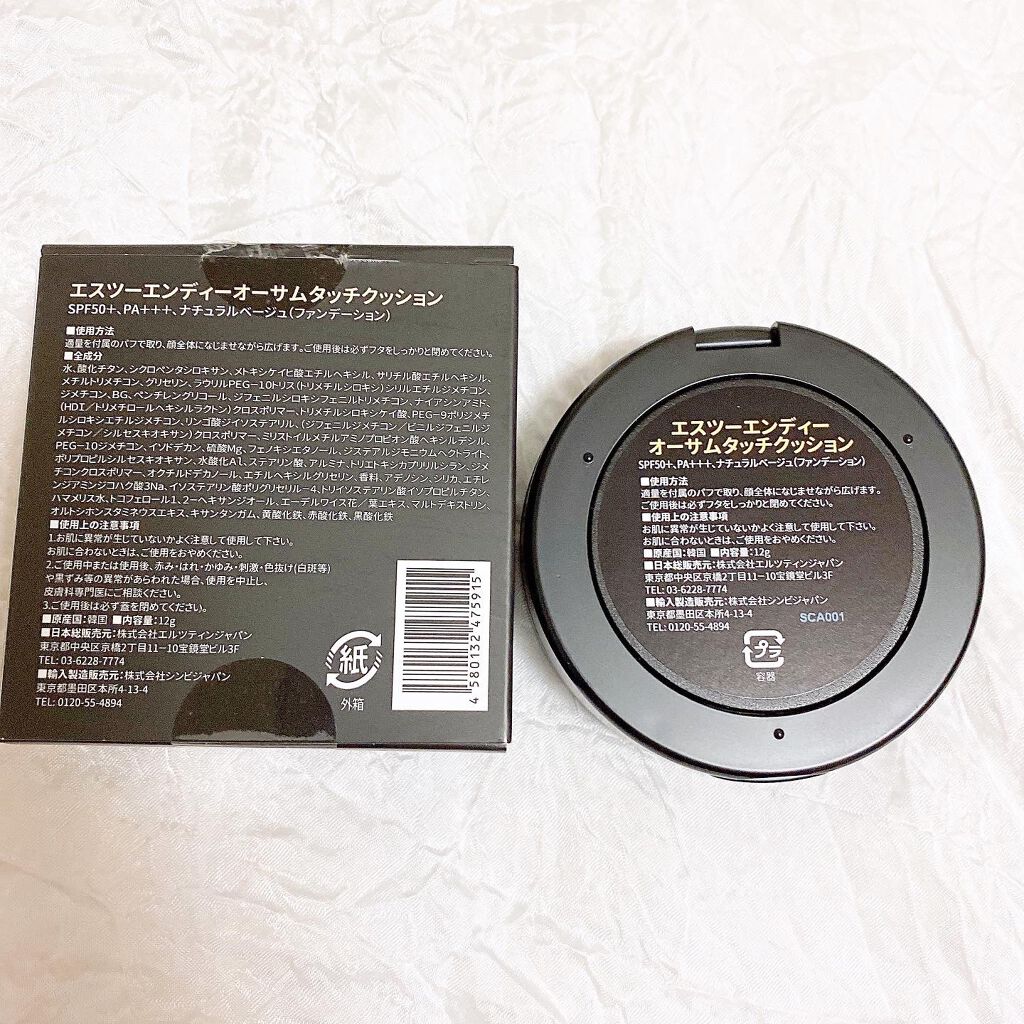 エスツーエンディーオーサムタッチクッション
SPF50+、PA+++、ナチュラルベージュ(ファンデーション)
■使用方法
適量を付属のパフで取り、顔全体になじませながら広げます。ご使用後は必ずフタをしっかりと閉めてください。
■全成分
水、酸化チタン、シクロペンタシロキサン、メトキシケイヒ酸エチルヘキシル、サリチル酸エチルヘキシル、
メチルトリメチコン、グリセリン、ラウリルPEG-10トリス(トリメチルシロキシ)シリルエチルジメチコン、
ジメチコン、BG、ペンチレングリコール、ジフェニルシロキシフェニルトリメチコン、ナイアシンアミド、
(HDI/トリメチロールヘキシルラクトン)クロスポリマー、トリメチルシロキシケイ酸、PEG-9ポリジメチ
ルシロキシエチルジメチコン、リンゴ酸ジイソステアリル、(ジフェニルジメチコン/ビニルジフェニルジ
メチコン/シルセスキオキサン)クロスポリマー、ミリストイルメチルアミノプロピオン酸ヘキシルデシル、
PEG-10ジメチコン、イソドデカン、硫酸Mg、フェノキシエタノール、ジステアルジモニウムヘクトライト、
ポリプロピルシルセスキオキサン、水酸化Al、ステアリン酸、アルミナ、トリエトキシカプリリルシラン、ジメ
チコンクロスポリマー、オクチルドデカノール、エチルヘキシルグリセリン、香料、アデノシン、シリカ、エチレ
ンジアミンジコハク酸3Na、イソステアリン酸ポリグリセリル-4、トリイソステアリン酸イソプロピルチタン、
ハマメリス水、トコフェロール、1,2-ヘキサンジオール、エーデルワイス花/葉エキス、マルトデキストリン、
オルトシホンスタミネウスエキス、キサンタンガム、黄酸化鉄、赤酸化鉄、黒酸化鉄
■使用上の注意事項
1.お肌に異常が生じていないかよく注意して使用して下さい。
お肌に合わないときは、ご使用をおやめください。
2.ご使用中または使用後、赤み・はれ・かゆみ・刺激・色抜け(白斑等)
や黒ずみ等の異常があらわれた場合、使用を中止し、
皮膚科専門医にご相談ください。
3.ご使用後は必ず蓋を閉めてください。
■原産国:韓国 ■内容量:12g
■日本総販売元:株式会社エルツティンジャパン
東京都中央区京橋2丁目11-10宝鏡堂ビル3F
TEL: 03-6228-7774
■輸入製造販売元:株式会社シンビジャパン
東京都墨田区本所4-13-4
TEL: 0120-55-4894
紙
外箱
4 580132 475915
エスツーエンディー
オーサムタッチクッション
SPF50+、PA+++、ナチュラルベージュ(ファンデーション)
■使用方法
適量を付属のパフで取り、顔全体になじませながら広げます。
ご使用後は必ずフタをしっかりと閉めてください。
■使用上の注意事項
お肌に異常が生じていないかよく注意して使用して下さい。
お肌に合わないときは、ご使用をおやめください。
■原産国:韓国 ■内容量:12g
■日本総販売元:株式会社エルツティンジャパン
東京都中央区京橋2丁目11-10宝鏡堂ビル3F
TEL: 03-6228-7774
■輸入製造販売元:株式会社シンビジャパン
東京都墨田区本所4-13-4
TEL: 0120-55-4894
SCA001
プラ
容器